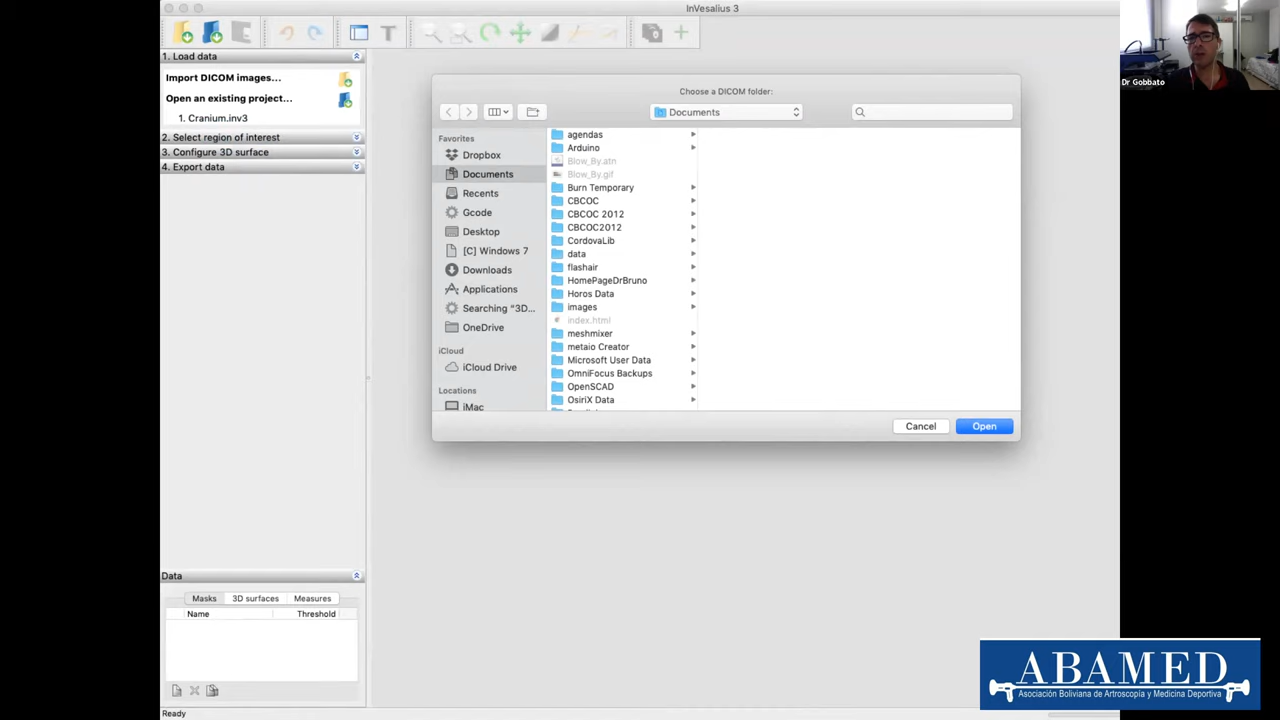 InVesalius 3
1. Load data
Import DICOM images...
Open an existing project...
1. Cranium.inv3
2. Select region of interest
3. Configure 3D surface
4. Export data
Choose a DICOM folder:
Documents
Favorites
Dropbox
Documents
Recents
Gcode
Desktop
[C] Windows 7
Downloads
Applications
Searching “3D...
OneDrive
iCloud
iCloud Drive
Locations
iMac
agendas
Arduino
Blow_By.atn
Blow_By.gif
Burn Temporary
CBCOC
CBCOC 2012
CBCOC2012
CordovaLib
data
flashair
HomePageDrBruno
Horos Data
images
index.html
meshmixer
metaio Creator
Microsoft User Data
OmniFocus Backups
OpenSCAD
OsiriX Data
Cancel
Open
Data
Masks
3D surfaces
Measures
Name
Threshold
Ready
Dr Gobbato
ABAMED
Asociación Boliviana de Artroscopía y Medicina Deportiva